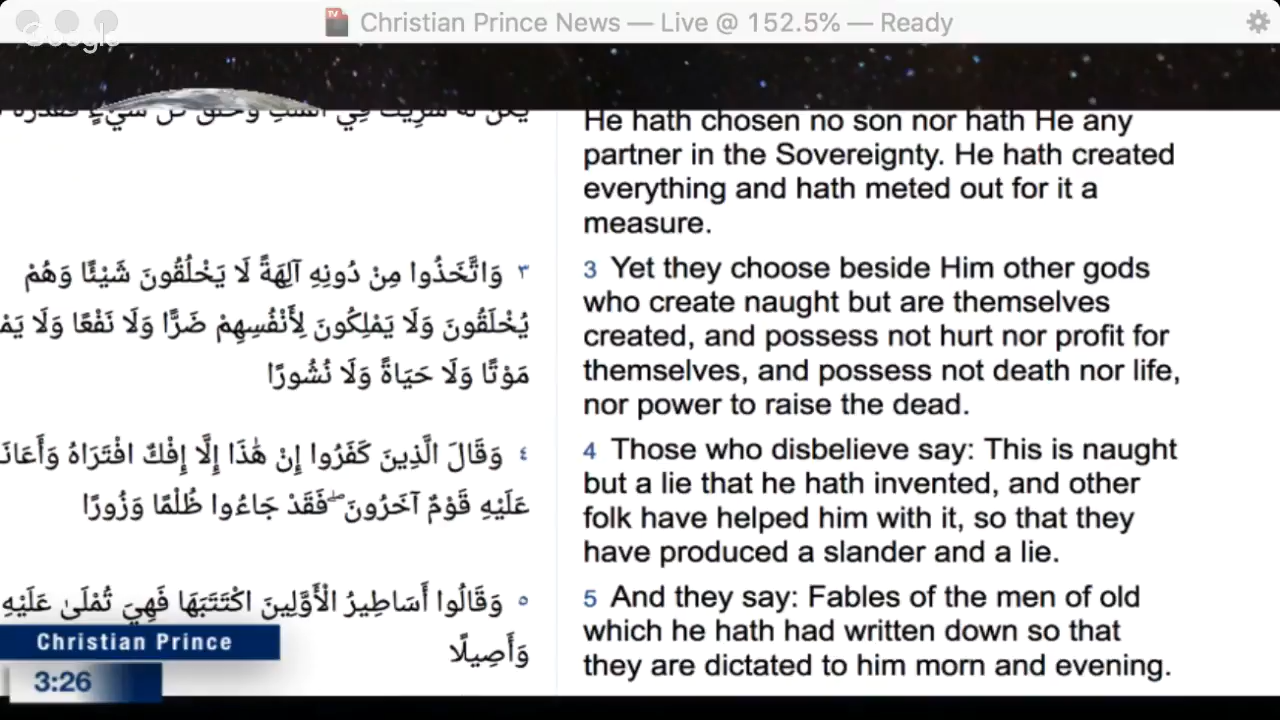 Christian Prince News — Live @ 152.5% — Ready
Google
He hath chosen no son nor hath He any
partner in the Sovereignty. He hath created
everything and hath meted out for it a
measure.
٣ وَاتَّخَذُوا مِنْ دُونِهِ آلِهَةً لَا يَخْلُقُونَ شَيْئًا وَهُمْ
يُخْلَقُونَ وَلَا يَمْلِكُونَ لِأَنْفُسِهِمْ ضَرًّا وَلَا نَفْعًا وَلَا
مَوْتًا وَلَا حَيَاةً وَلَا نُشُورًا
3 Yet they choose beside Him other gods
who create naught but are themselves
created, and possess not hurt nor profit for
themselves, and possess not death nor life,
nor power to raise the dead.
٤ وَقَالَ الَّذِينَ كَفَرُوا إِنْ هَٰذَا إِلَّا إِفْكٌ افْتَرَاهُ
عَلَيْهِ قَوْمٌ آخَرُونَ ۖ فَقَدْ جَاءُوا ظُلْمًا وَزُورًا
4 Those who disbelieve say: This is naught
but a lie that he hath invented, and other
folk have helped him with it, so that they
have produced a slander and a lie.
٥ وَقَالُوا أَسَاطِيرُ الْأَوَّلِينَ اكْتَتَبَهَا فَهِيَ تُمْلَىٰ عَلَيْهِ
وَأَصِيلًا
5 And they say: Fables of the men of old
which he hath had written down so that
they are dictated to him morn and evening.
Christian Prince
3:26